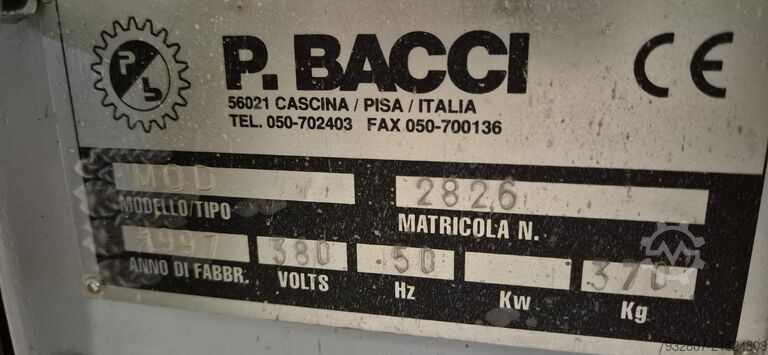 P. BACCI
CE
56021 CASCINA / PISA / ITALIA
TEL. 050-702403 FAX 050-700136
MOD
2826
MODELLO/TIPO
MATRICOLA N.
1997 380 50 370
ANNO DI FABBR. VOLTS Hz Kw Kg